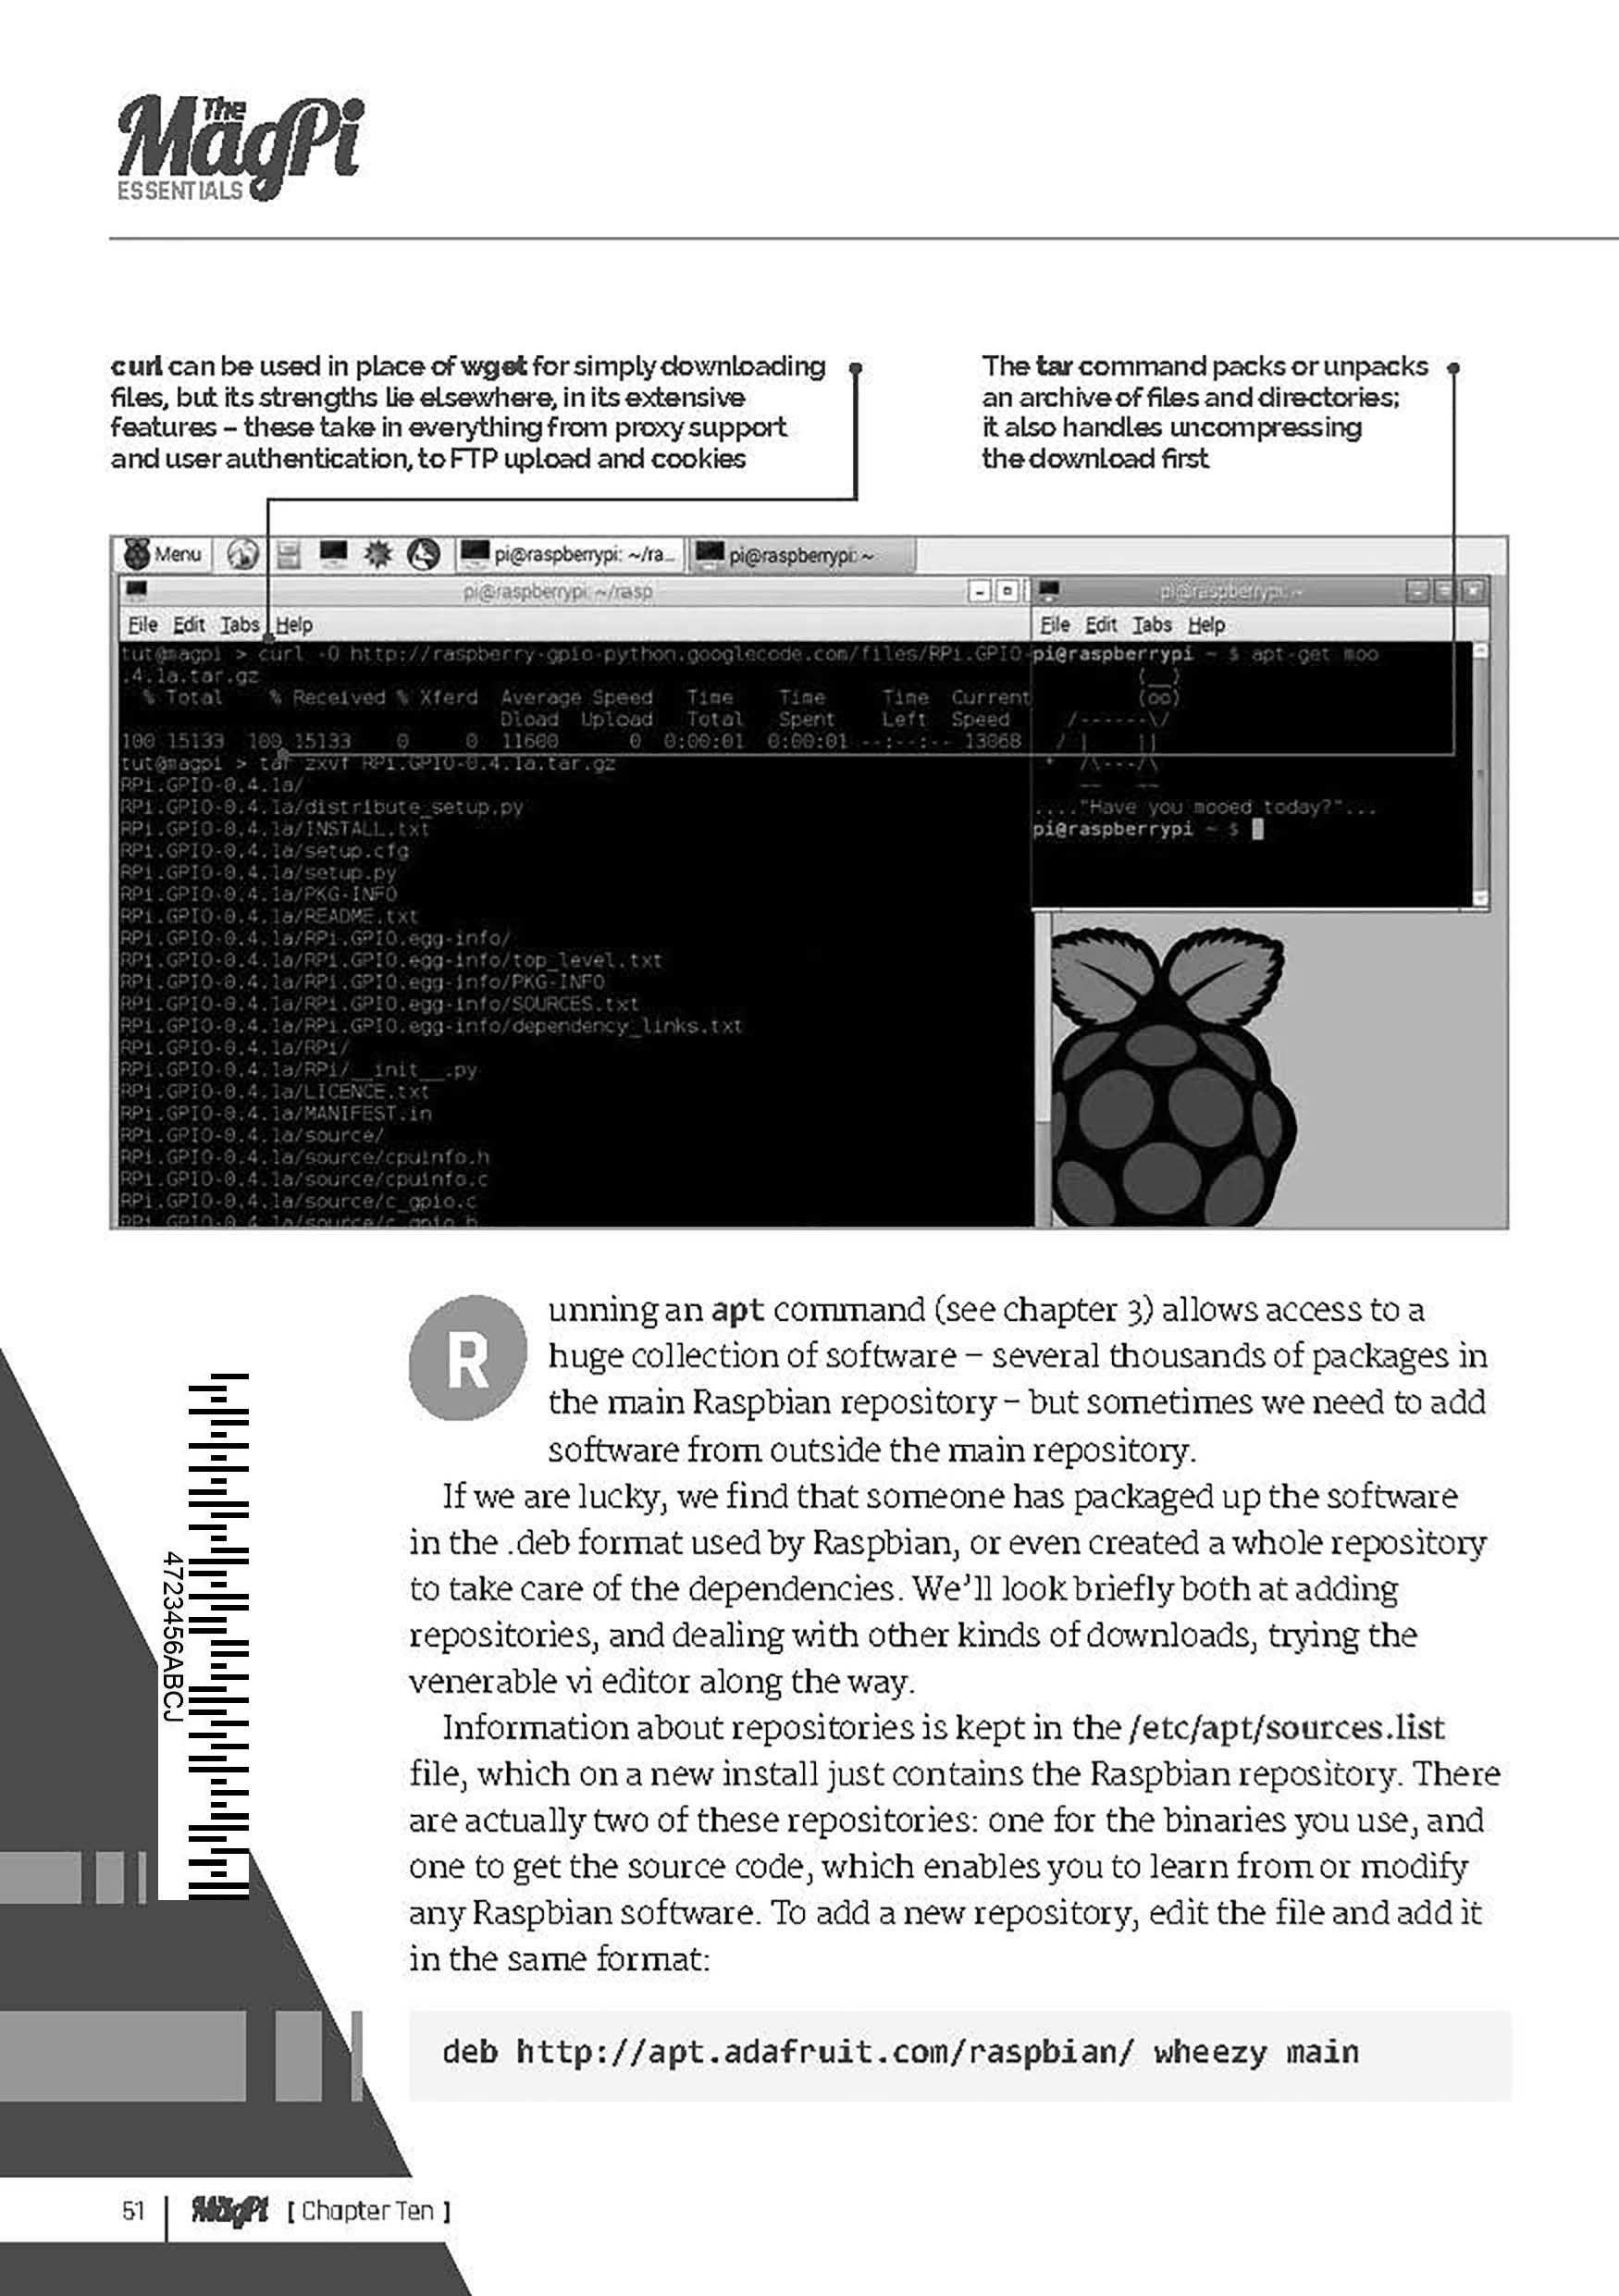 The
MagPi
ESSENTIALS
curl can be used in place of wget for simply downloading
files, but its strengths lie elsewhere, in its extensive
features – these take in everything from proxy support
and user authentication, to FTP upload and cookies
The tar command packs or unpacks
an archive of files and directories;
it also handles uncompressing
the download first
Menu
pi@raspberrypi: ~/ra...
pi@raspberrypi: ~
pi@raspberrypi: ~/rasp
File Edit Tabs Help
tut@magpi > curl -O http://raspberry-gpio-python.googlecode.com/files/RPi.GPIO-
.4.1a.tar.gz
% Total % Received % Xferd Average Speed Time Time Time Current
Dload Upload Total Spent Left Speed
100 15133 100 15133 0 0 11600 0 0:00:01 0:00:01 --:--:-- 13068
tut@magpi > tar zxvf RPi.GPIO-0.4.1a.tar.gz
RPi.GPIO-0.4.1a/
RPi.GPIO-0.4.1a/distribute_setup.py
RPi.GPIO-0.4.1a/INSTALL.txt
RPi.GPIO-0.4.1a/setup.cfg
RPi.GPIO-0.4.1a/setup.py
RPi.GPIO-0.4.1a/PKG-INFO
RPi.GPIO-0.4.1a/README.txt
RPi.GPIO-0.4.1a/RPi.GPIO.egg-info/
RPi.GPIO-0.4.1a/RPi.GPIO.egg-info/top_level.txt
RPi.GPIO-0.4.1a/RPi.GPIO.egg-info/PKG-INFO
RPi.GPIO-0.4.1a/RPi.GPIO.egg-info/SOURCES.txt
RPi.GPIO-0.4.1a/RPi.GPIO.egg-info/dependency_links.txt
RPi.GPIO-0.4.1a/RPi/
RPi.GPIO-0.4.1a/RPi/__init__.py
RPi.GPIO-0.4.1a/LICENCE.txt
RPi.GPIO-0.4.1a/MANIFEST.in
RPi.GPIO-0.4.1a/source/
RPi.GPIO-0.4.1a/source/cpuinfo.h
RPi.GPIO-0.4.1a/source/cpuinfo.c
RPi.GPIO-0.4.1a/source/c_gpio.c
RPi.GPIO-0.4.1a/source/c_gpio.h
pi@raspberrypi: ~
File Edit Tabs Help
pi@raspberrypi ~ $ apt-get moo
(__)
(oo)
/------\/
/ | ||
* /\---/\
~~ ~~
...."Have you mooed today?"...
pi@raspberrypi ~ $
Running an apt command (see chapter 3) allows access to a
huge collection of software – several thousands of packages in
the main Raspbian repository – but sometimes we need to add
software from outside the main repository.
If we are lucky, we find that someone has packaged up the software
in the .deb format used by Raspbian, or even created a whole repository
to take care of the dependencies. We'll look briefly both at adding
repositories, and dealing with other kinds of downloads, trying the
venerable vi editor along the way.
Information about repositories is kept in the /etc/apt/sources.list
file, which on a new install just contains the Raspbian repository. There
are actually two of these repositories: one for the binaries you use, and
one to get the source code, which enables you to learn from or modify
any Raspbian software. To add a new repository, edit the file and add it
in the same format:
deb http://apt.adafruit.com/raspbian/ wheezy main
4723456ABCJ
51 MagPi [ Chapter Ten ]